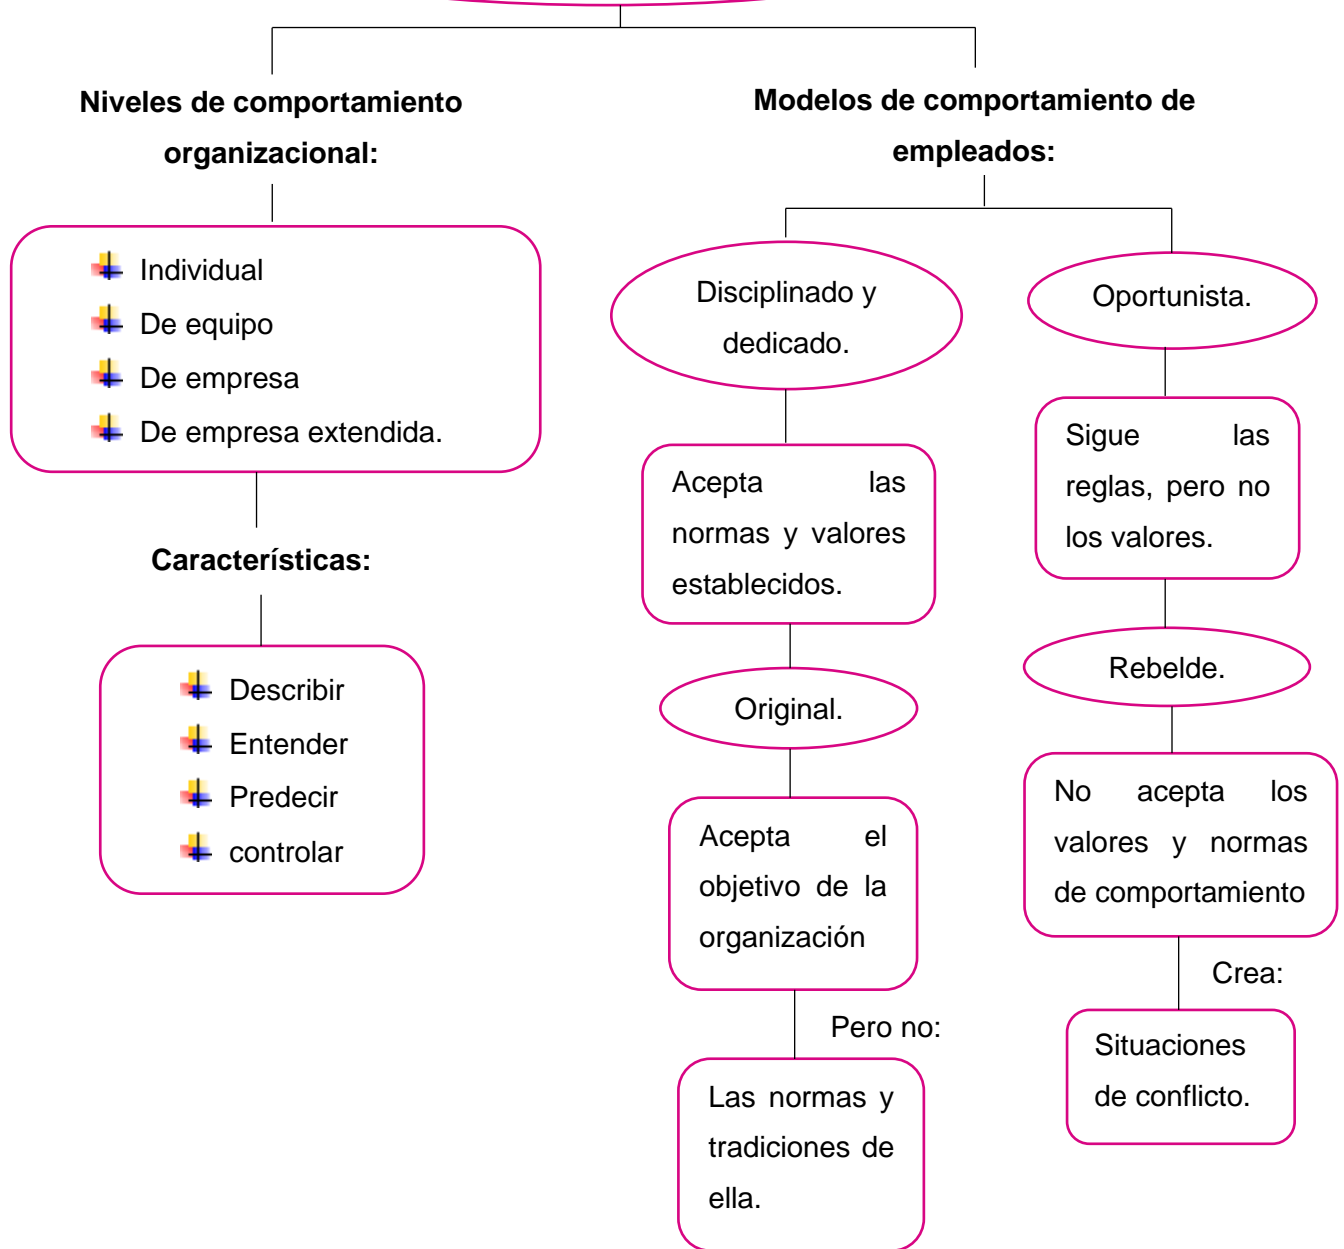 Niveles de comportamiento
organizacional:
Individual
De equipo
De empresa
De empresa extendida.
Características:
Describir
Entender
Predecir
controlar
Modelos de comportamiento de
empleados:
Disciplinado y
dedicado.
Acepta las
normas y valores
establecidos.
Original.
Acepta el
objetivo de la
organización
Pero no:
Las normas y
tradiciones de
ella.
Oportunista.
Sigue las
reglas, pero no
los valores.
Rebelde.
No acepta los
valores y normas
de comportamiento
Crea:
Situaciones
de conflicto.